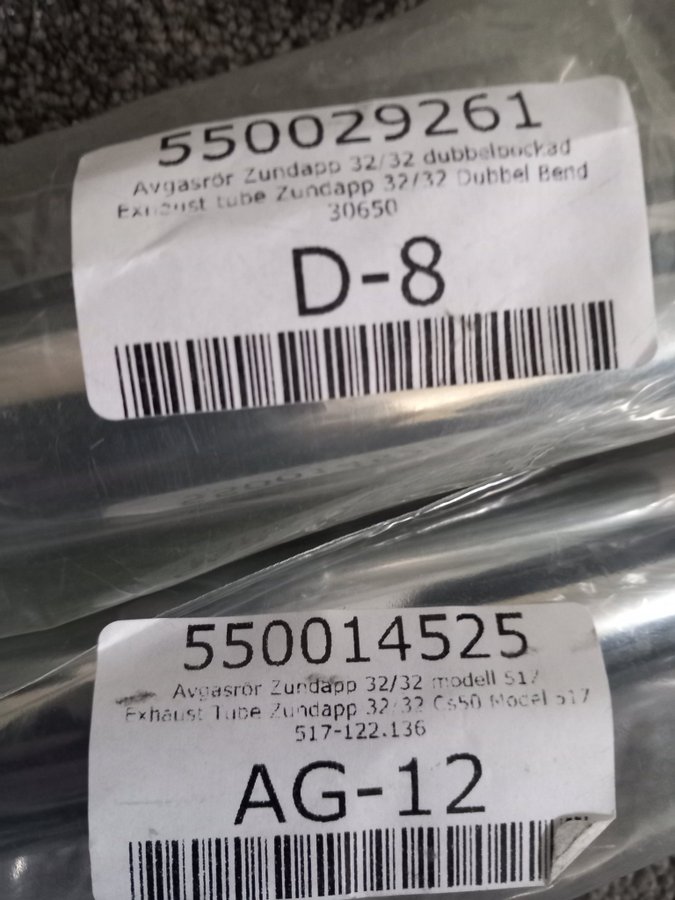 550029261
Avgasrör Zundapp 32/32 dubbelbockad
Exhaust tube Zundapp 32/32 Dubbel Bend
30650
D-8
550014525
Avgasrör Zundapp 32/32 modell 517
Exhaust Tube Zundapp 32/32 Cs50 Model 517
517-122.136
AG-12